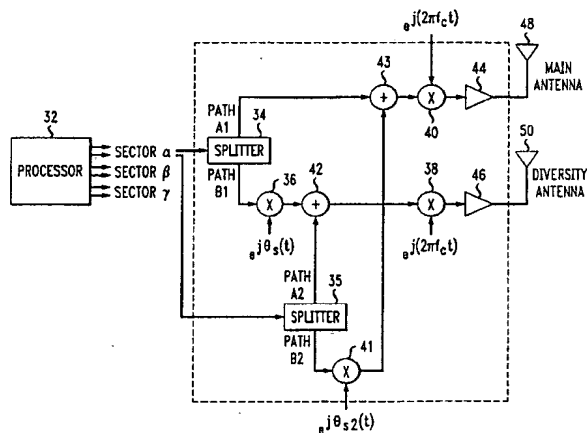 e j(2πfct)
48
43
44
MAIN
ANTENNA
32
PATH
A1
34
40
50
PROCESSOR
SECTOR α
SECTOR β
SECTOR γ
SPLITTER
36
42
38
46
DIVERSITY
ANTENNA
PATH
B1
e jθs(t)
e j(2πfct)
PATH
A2
35
SPLITTER
PATH
B2
41
e jθs2(t)
+
X
X
+
X
X